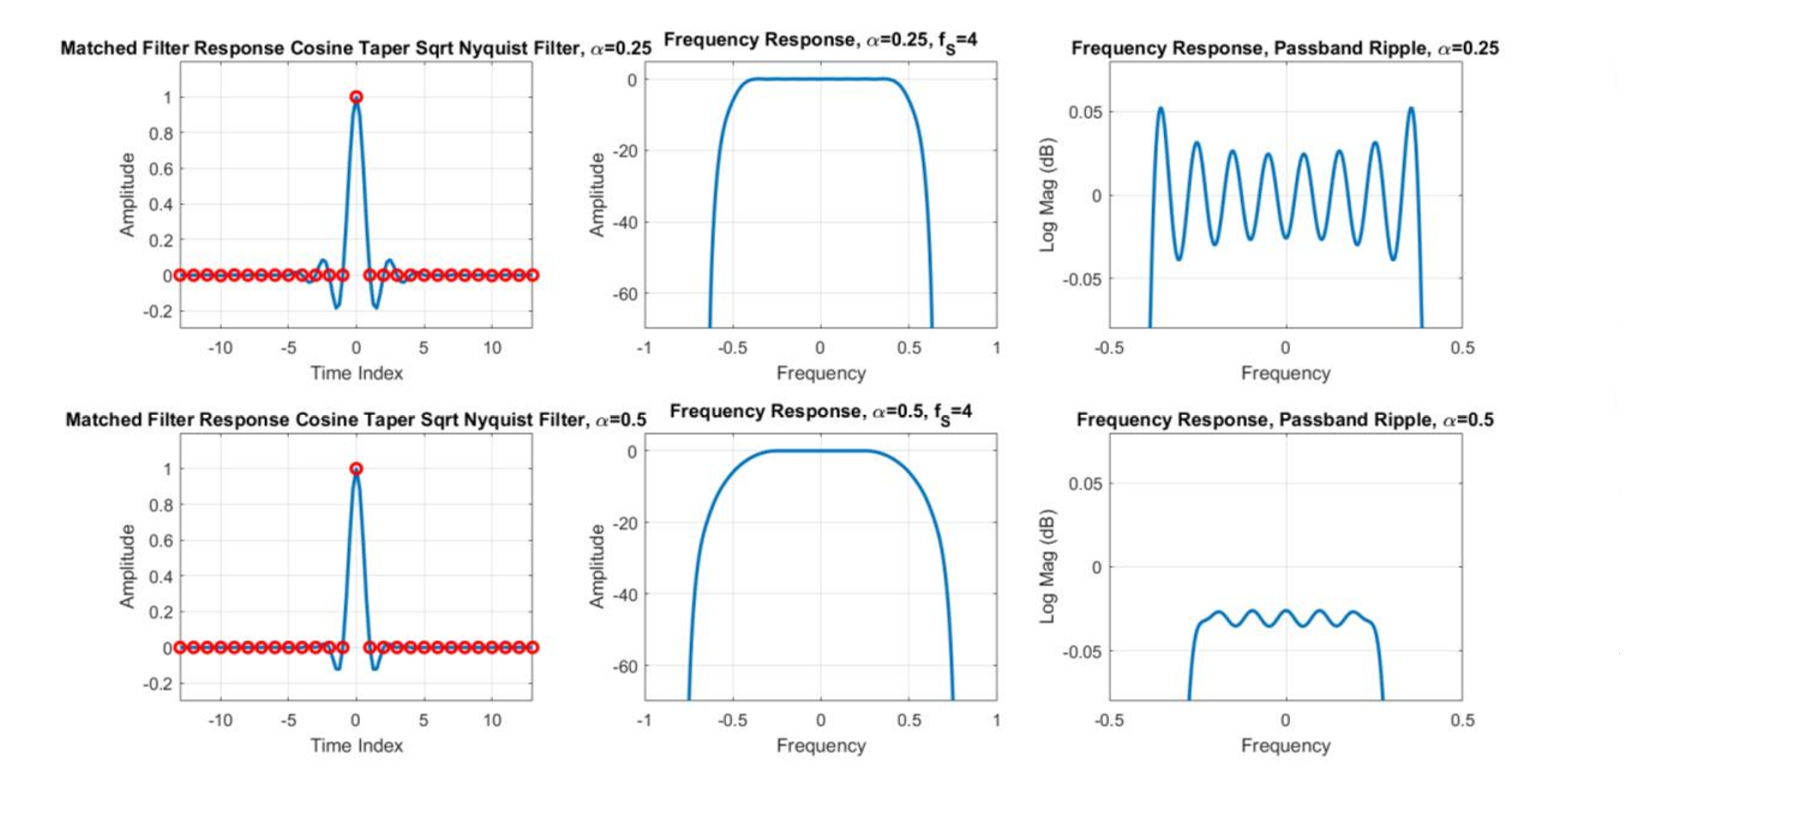 Matched Filter Response Cosine Taper Sqrt Nyquist Filter, α=0.25
Amplitude
1
0.8
0.6
0.4
0.2
0
-0.2
-10 -5 0 5 10
Time Index
Frequency Response, α=0.25, fS=4
Amplitude
0
-20
-40
-60
-1 -0.5 0 0.5 1
Frequency
Frequency Response, Passband Ripple, α=0.25
Log Mag (dB)
0.05
0
-0.05
-0.5 0 0.5
Frequency
Matched Filter Response Cosine Taper Sqrt Nyquist Filter, α=0.5
Amplitude
1
0.8
0.6
0.4
0.2
0
-0.2
-10 -5 0 5 10
Time Index
Frequency Response, α=0.5, fS=4
Amplitude
0
-20
-40
-60
-1 -0.5 0 0.5 1
Frequency
Frequency Response, Passband Ripple, α=0.5
Log Mag (dB)
0.05
0
-0.05
-0.5 0 0.5
Frequency